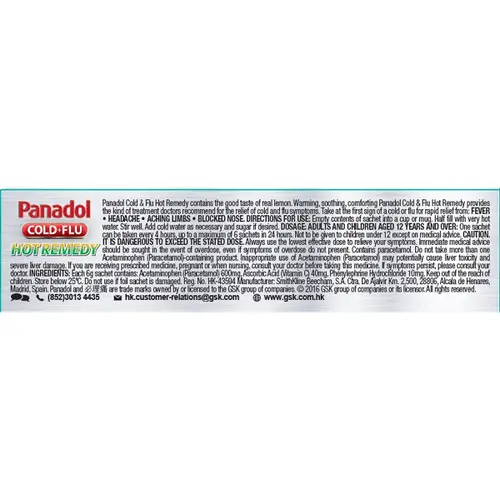 Panadol
COLD+FLU
HOT REMEDY
Panadol Cold & Flu Hot Remedy contains the good taste of real lemon. Warming, soothing, comforting Panadol Cold & Flu Hot Remedy provides
the kind of treatment doctors recommend for the relief of cold and flu symptoms. Take at the first sign of a cold or flu for rapid relief from: FEVER
• HEADACHE • ACHING LIMBS • BLOCKED NOSE. DIRECTIONS FOR USE: Empty contents of sachet into a cup or mug. Half fill with very hot
water. Stir well. Add cold water as necessary and sugar if desired. DOSAGE: ADULTS AND CHILDREN AGED 12 YEARS AND OVER: One sachet
can be taken every 4 hours, up to a maximum of 6 sachets in 24 hours. Not to be given to children under 12 except on medical advice. CAUTION.
IT IS DANGEROUS TO EXCEED THE STATED DOSE. Always use the lowest effective dose to relieve your symptoms. Immediate medical advice
should be sought in the event of overdose, even if symptoms of overdose do not present. Contains paracetamol. Do not take more than one
Acetaminophen (Paracetamol)-containing product. Inappropriate use of Acetaminophen (Paracetamol) may potentially cause liver toxicity and
severe liver damage. If you are receiving prescribed medicine, pregnant or when nursing, consult your doctor before taking this medicine. If symptoms persist, please consult your
doctor. INGREDIENTS: Each 6g sachet contains: Acetaminophen (Paracetamol) 600mg, Ascorbic Acid (Vitamin C) 40mg, Phenylephrine Hydrochloride 10mg. Keep out of the reach of
children. Store below 25°C. Do not use if foil sachet is damaged. Reg. No. HK-43594 Manufacturer: SmithKline Beecham, S.A. Ctra. De Ajalvir Km. 2,500, 28806, Alcala de Henares,
Madrid, Spain. Panadol and 必理痛 are trade marks owned by or licensed to the GSK group of companies. © 2016 GSK group of companies or its licensor. All rights reserved.
(852)3013 4435 hk.customer-relations@gsk.com www.gsk.com.hk